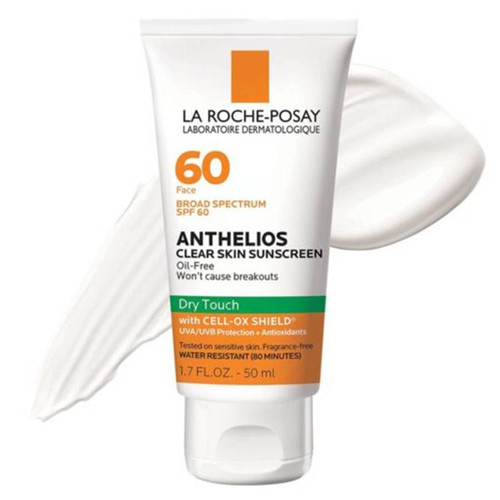 LA ROCHE-POSAY
LABORATOIRE DERMATOLOGIQUE
60
Face
BROAD SPECTRUM
SPF 60
ANTHELIOS
CLEAR SKIN SUNSCREEN
Oil-Free
Won't cause breakouts
Dry Touch
with CELL-OX SHIELD®
UVA/UVB Protection + Antioxidants
Tested on sensitive skin. Fragrance-free
WATER RESISTANT (80 MINUTES)
1.7 FL.OZ. - 50 ml